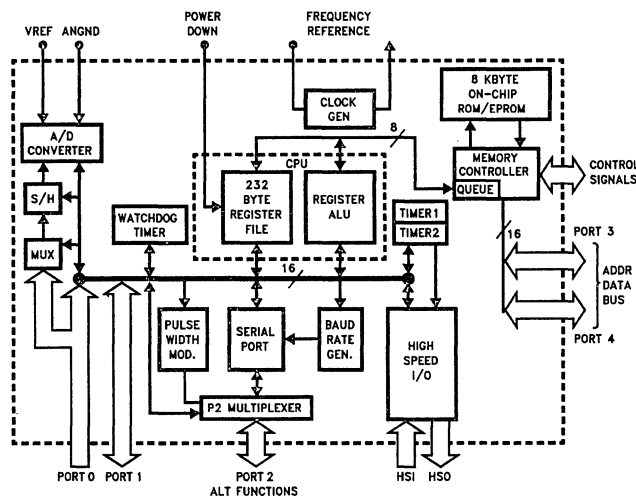 VREF ANGND
POWER
DOWN
FREQUENCY
REFERENCE
CLOCK
GEN
8 KBYTE
ON-CHIP
ROM/EPROM
A/D
CONVERTER
8
CPU
MEMORY
CONTROLLER
QUEUE
CONTROL
SIGNALS
S/H
232
BYTE
REGISTER
FILE
REGISTER
ALU
WATCHDOG
TIMER
TIMER1
TIMER2
MUX
16
16
PORT 3
ADDR
DATA
BUS
PORT 4
PULSE
WIDTH
MOD.
SERIAL
PORT
BAUD
RATE
GEN.
HIGH
SPEED
I/O
P2 MULTIPLEXER
PORT 0
PORT 1
PORT 2
ALT FUNCTIONS
HSI
HSO